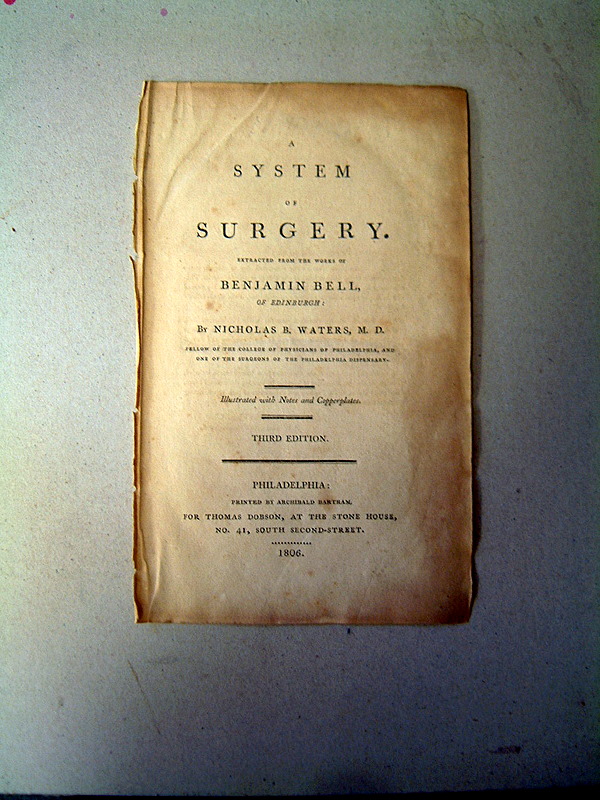 A
SYSTEM
OF
SURGERY.
EXTRACTED FROM THE WORKS OF
BENJAMIN BELL,
OF EDINBURGH:
BY NICHOLAS B. WATERS, M. D.
FELLOW OF THE COLLEGE OF PHYSICIANS OF PHILADELPHIA, AND
ONE OF THE SURGEONS OF THE PHILADELPHIA DISPENSARY.
Illustrated with Notes and Copperplates.
THIRD EDITION.
PHILADELPHIA:
PRINTED BY ARCHIBALD BARTRAM,
FOR THOMAS DOBSON, AT THE STONE HOUSE,
NO. 41, SOUTH SECOND-STREET.
1806.